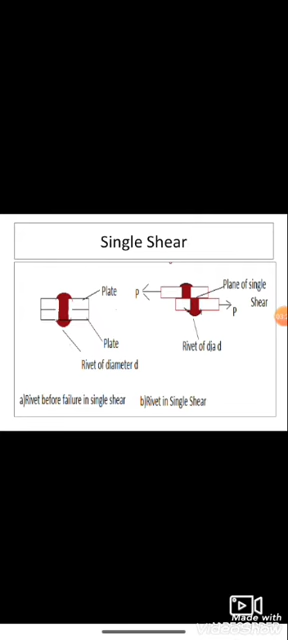 Single Shear
Plate
Plate
Rivet of diameter d
a)Rivet before failure in single shear
P
Plane of single
Shear
P
Rivet of dia d
b)Rivet in Single Shear
Made with